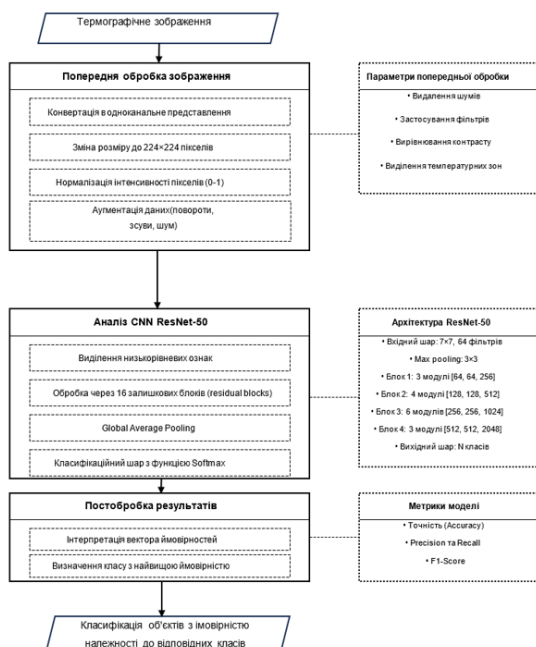 Термографічне зображення
Попередня обробка зображення
Конвертація в одноканальне представлення
Зміна розміру до 224×224 пікселів
Нормалізація інтенсивності пікселів (0-1)
Аугментація даних(повороти,
зсуви, шум)
Параметри попередньої обробки
• Видалення шумів
• Застосування фільтрів
• Вирівнювання контрасту
• Виділення температурних зон
Аналіз CNN ResNet-50
Виділення низькорівневих ознак
Обробка через 16 залишкових блоків (residual blocks)
Global Average Pooling
Класифікаційний шар з функцією Softmax
Архітектура ResNet-50
• Вхідний шар: 7×7, 64 фільтрів
• Max pooling: 3×3
• Блок 1: 3 модулі [64, 64, 256]
• Блок 2: 4 модулі [128, 128, 512]
• Блок 3: 6 модулів [256, 256, 1024]
• Блок 4: 3 модулі [512, 512, 2048]
• Вихідний шар: N класів
Постобробка результатів
Інтерпретація вектора ймовірностей
Визначення класу з найвищою ймовірністю
Метрики моделі
• Точність (Accuracy)
• Precision та Recall
• F1-Score
Класифікація об'єктів з імовірністю
належності до відповідних класів